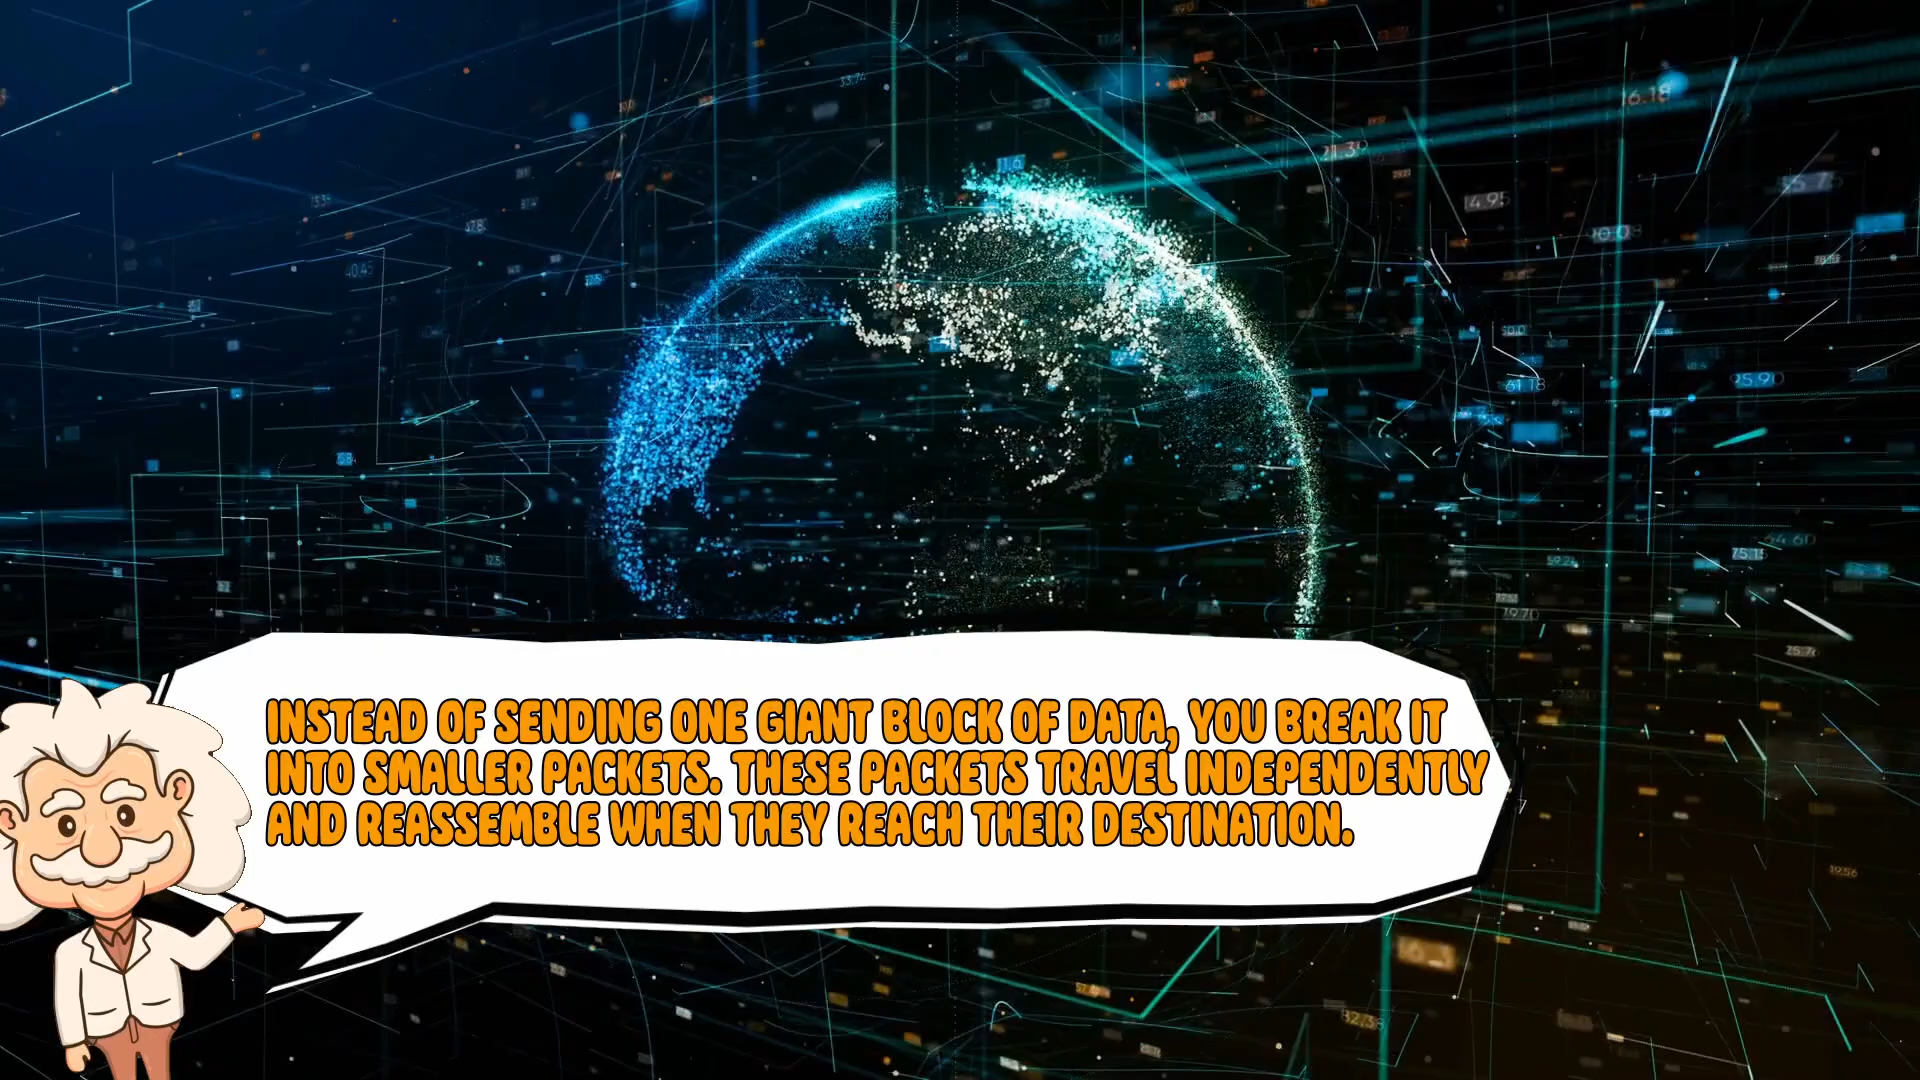 INSTEAD OF SENDING ONE GIANT BLOCK OF DATA, YOU BREAK IT
INTO SMALLER PACKETS. THESE PACKETS TRAVEL INDEPENDENTLY
AND REASSEMBLE WHEN THEY REACH THEIR DESTINATION.